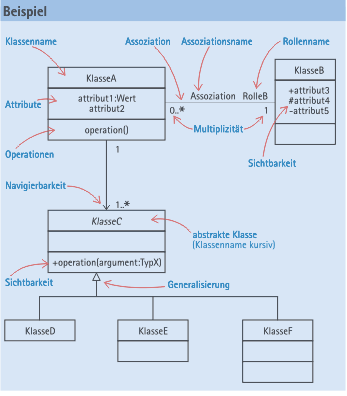 Beispiel
Klassenname
Assoziation
Assoziationsname
Rollenname
KlasseA
KlasseB
Attribute
attribut1:Wert
attribut2
Assoziation
RolleB
+attribut3
#attribut4
-attribut5
0..*
1
operation()
Multiplizität
Operationen
Sichtbarkeit
1
Navigierbarkeit
1..*
KlasseC
abstrakte Klasse
(Klassenname kursiv)
+operation(argument:TypX)
Sichtbarkeit
Generalisierung
KlasseD
KlasseE
KlasseF